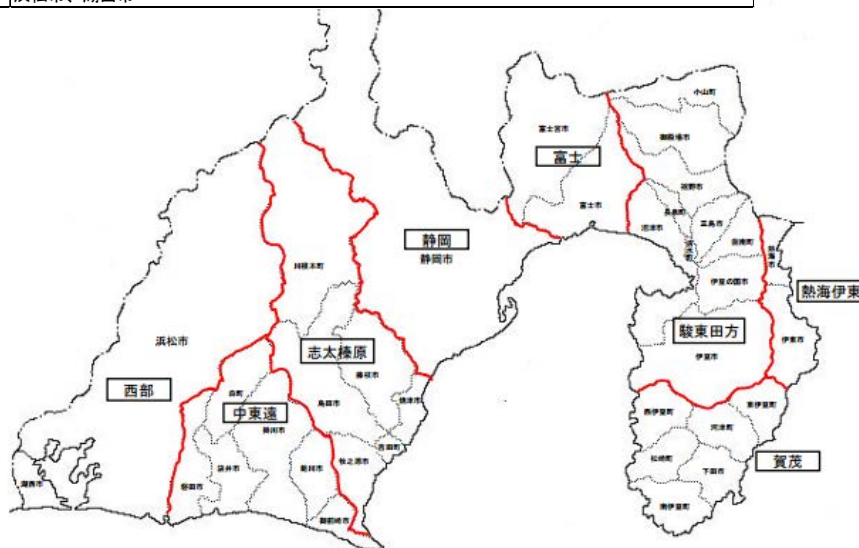 小山町
富士宮市
御殿場市
富士
裾野市
富士市
長泉町
三島市
沼津市
清水町
函南町
熱海市
静岡
静岡市
川根本町
伊豆の国市
熱海伊東
駿東田方
浜松市
志太榛原
伊東市
伊豆市
藤枝市
西部
森町
島田市
焼津市
東伊豆町
中東遠
西伊豆町
掛川市
河津町
吉田町
牧之原市
松崎町
賀茂
袋井市
菊川市
下田市
湖西市
磐田市
南伊豆町
御前崎市